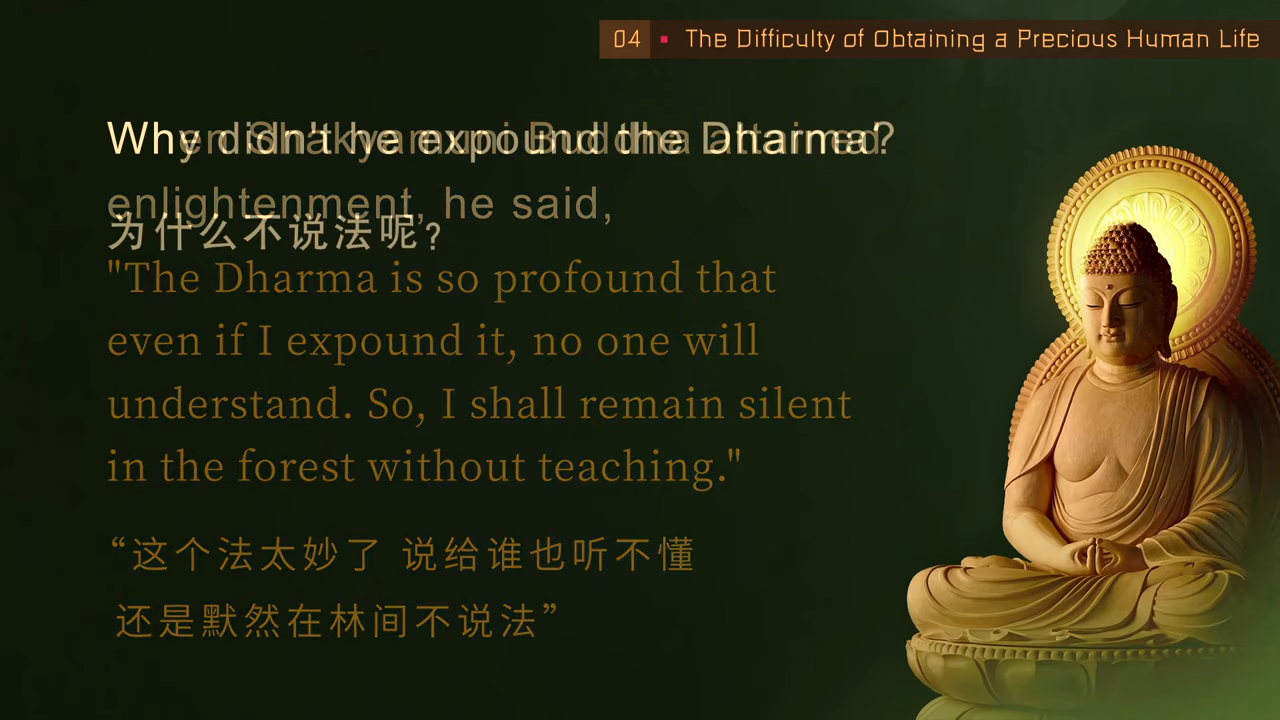 04 ▪ The Difficulty of Obtaining a Precious Human Life
Why didn't he expound the Dharma?
enlightenment, he said,
为什么不说法呢?
"The Dharma is so profound that
even if I expound it, no one will
understand. So, I shall remain silent
in the forest without teaching."
“这个法太妙了 说给谁也听不懂
还是默然在林间不说法”